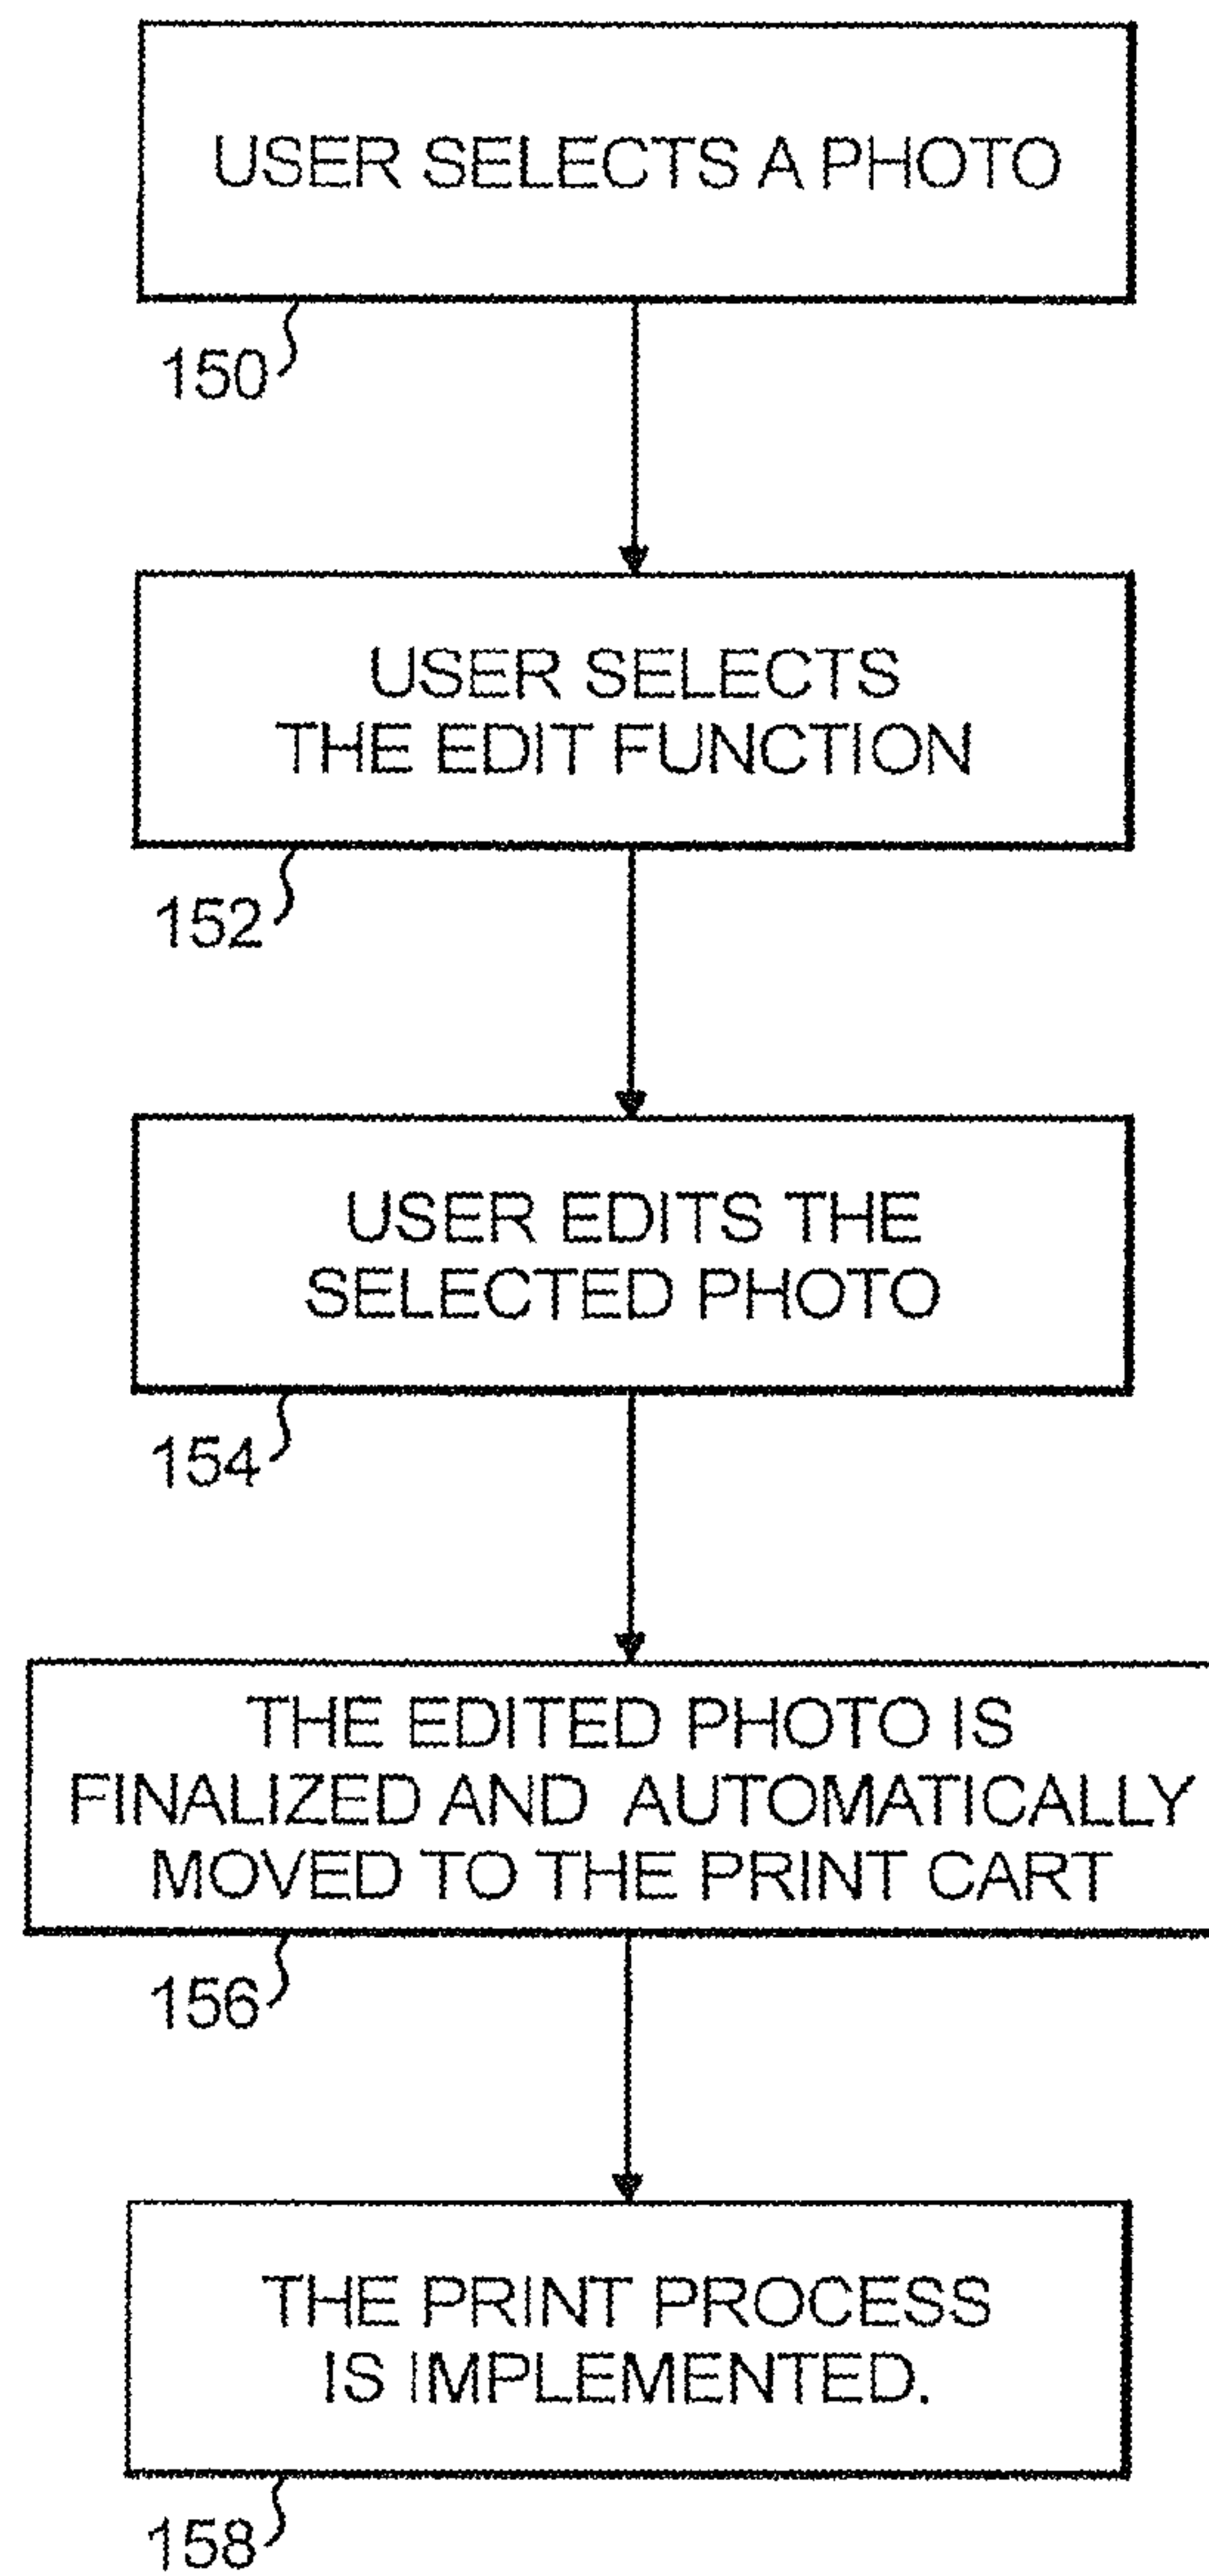 USER SELECTS A PHOTO
150
USER SELECTS
THE EDIT FUNCTION
152
USER EDITS THE
SELECTED PHOTO
154
THE EDITED PHOTO IS
FINALIZED AND AUTOMATICALLY
MOVED TO THE PRINT CART
156
THE PRINT PROCESS
IS IMPLEMENTED.
158